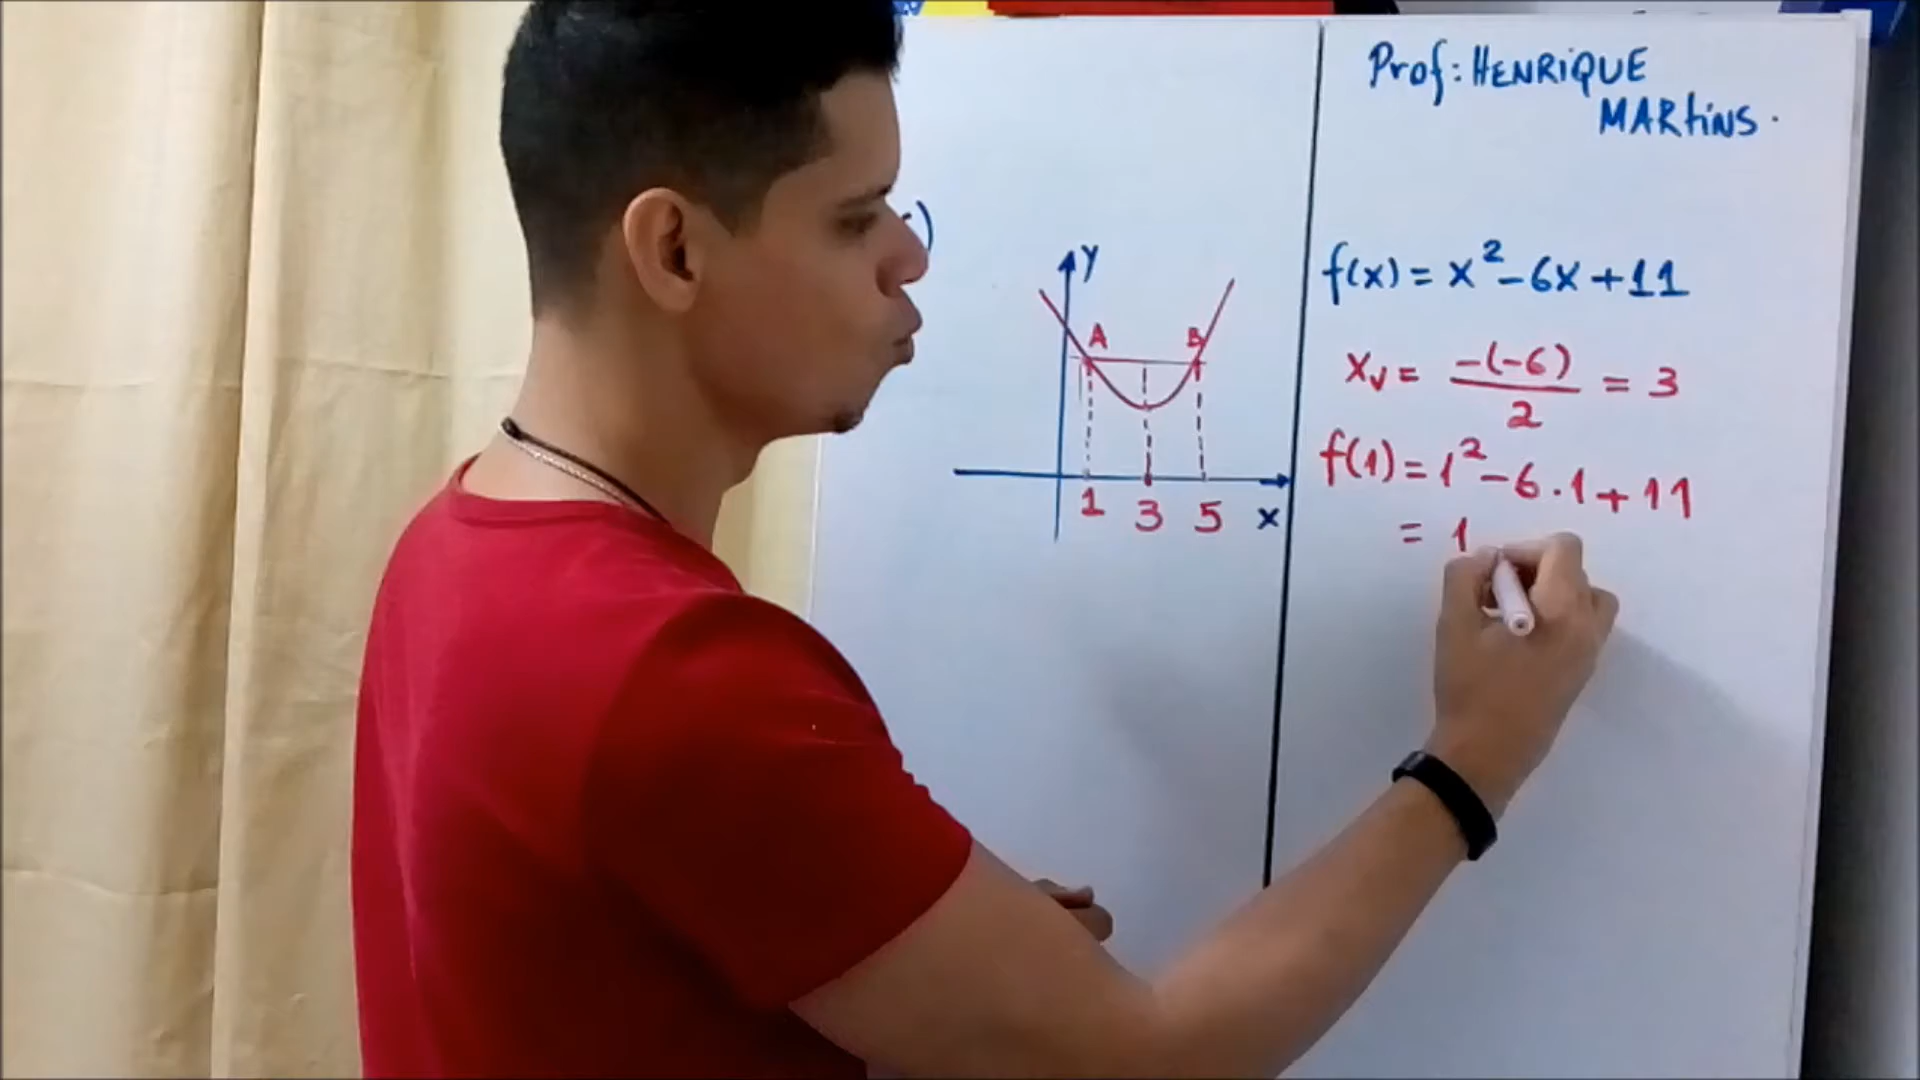 Prof: HENRIQUE
MARtiNS.
)
y
A B
1 3 5 x
f(x) = x² - 6x + 11
xᵥ = -(-6)/2 = 3
f(1) = 1² - 6 . 1 + 11
= 1